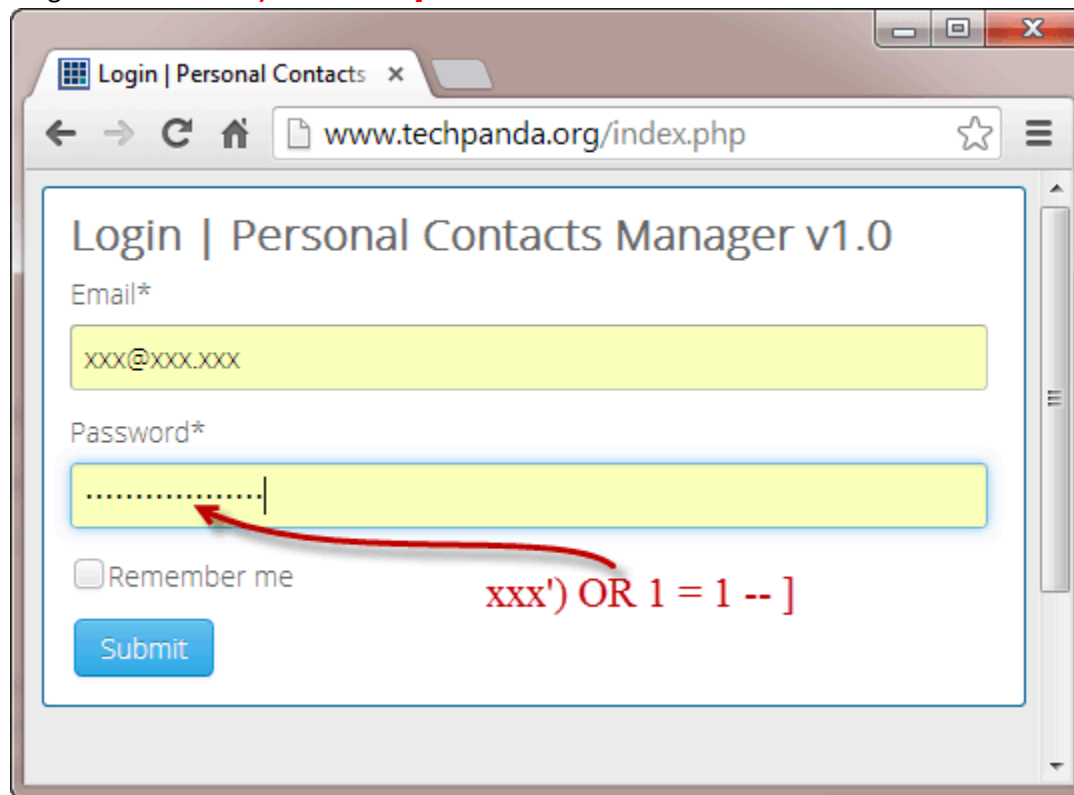 Login | Personal Contacts
www.techpanda.org/index.php
Login | Personal Contacts Manager v1.0
Email*
xxx@xxx.xxx
Password*
••••••••••••••••••
Remember me
xxx') OR 1 = 1 -- ]
Submit